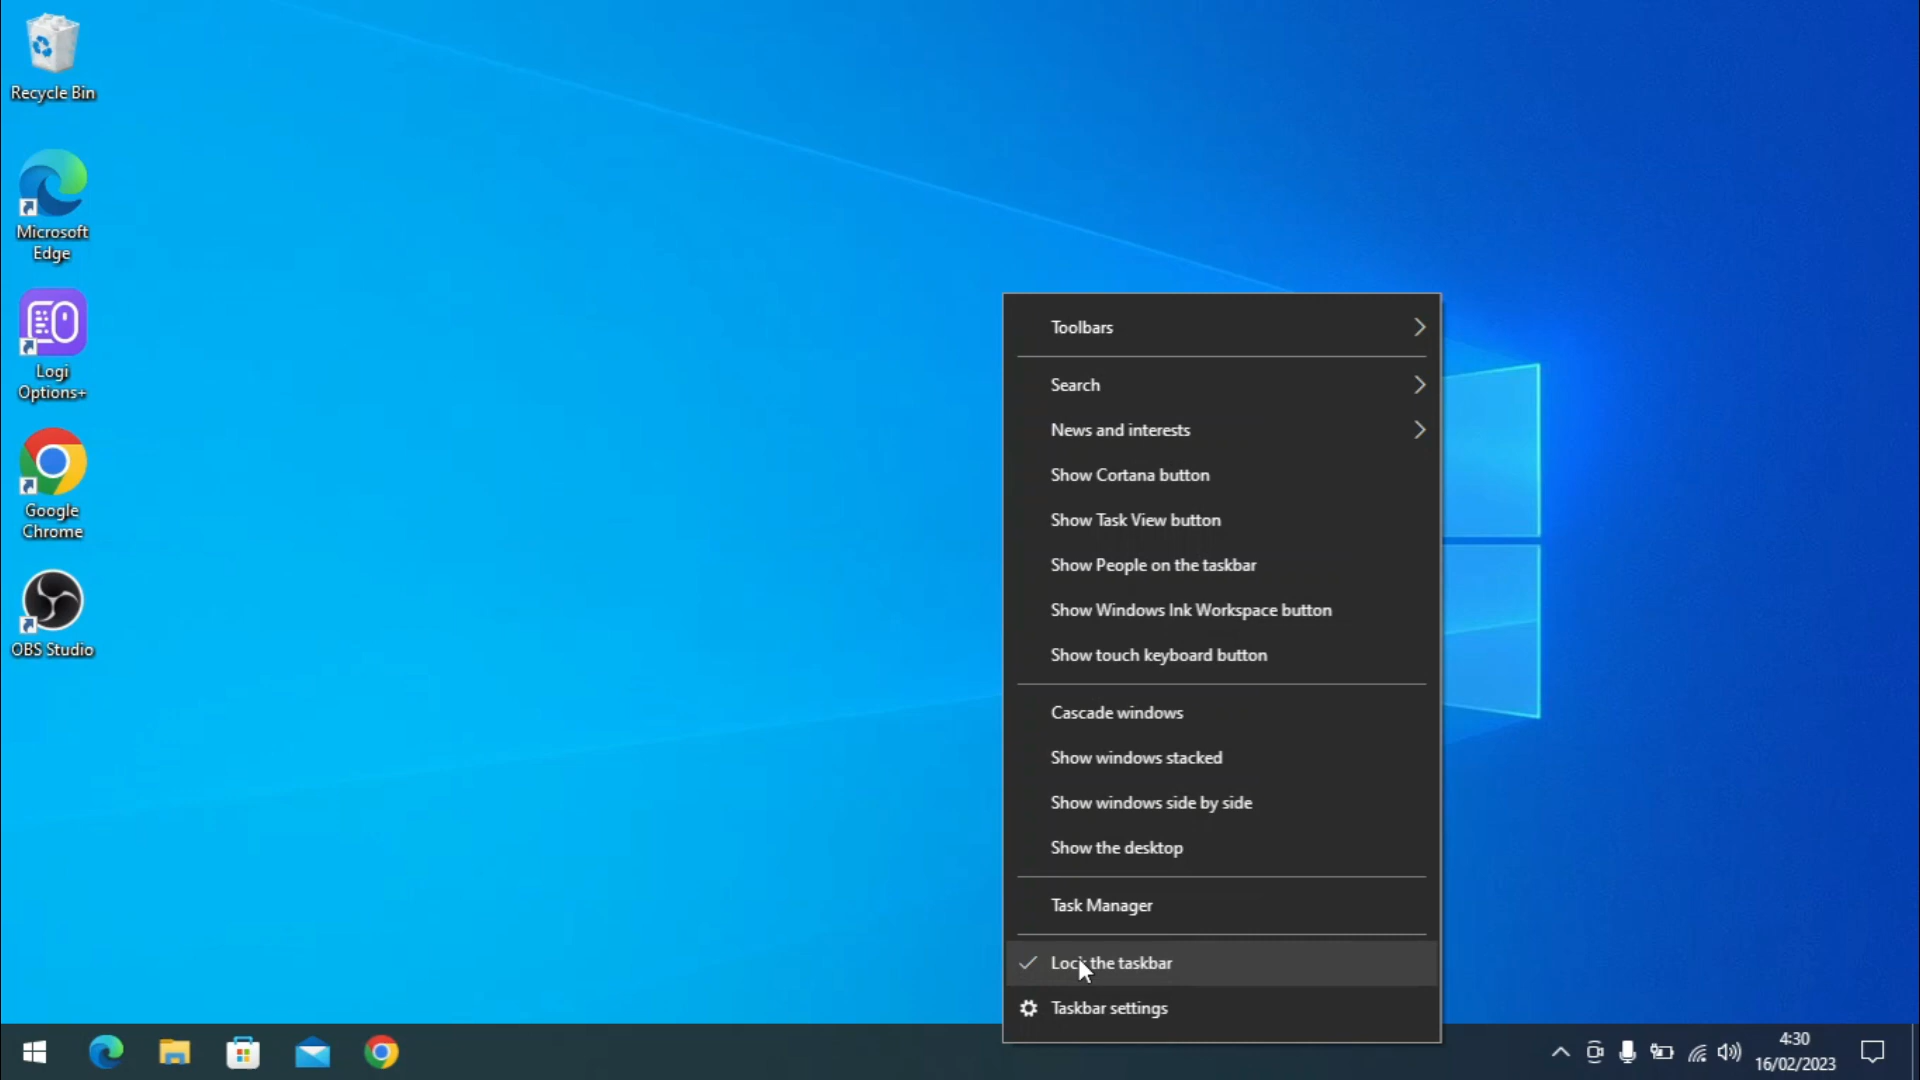 Recycle Bin
Microsoft
Edge
Logi
Options+
Google
Chrome
OBS Studio
Toolbars
Search
News and interests
Show Cortana button
Show Task View button
Show People on the taskbar
Show Windows Ink Workspace button
Show touch keyboard button
Cascade windows
Show windows stacked
Show windows side by side
Show the desktop
Task Manager
Lock the taskbar
Taskbar settings
4:30
16/02/2023